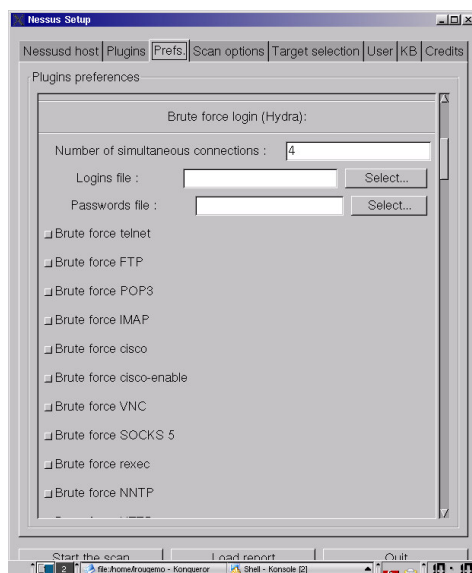 Nessus Setup
Nessusd host Plugins Prefs. Scan options Target selection User KB Credits
Plugins preferences
Brute force login (Hydra):
Number of simultaneous connections : 4
Logins file : Select...
Passwords file : Select...
Brute force telnet
Brute force FTP
Brute force POP3
Brute force IMAP
Brute force cisco
Brute force cisco-enable
Brute force VNC
Brute force SOCKS 5
Brute force rexec
Brute force NNTP
Start the scan Load report Quit
2 file:/home/rougemo - Konqueror Shell - Konsole [2]